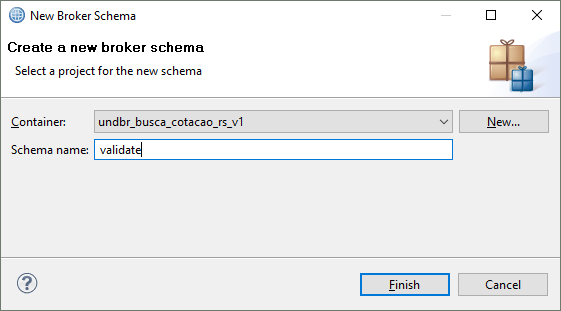 New Broker Schema
Create a new broker schema
Select a project for the new schema
Container: undbr_busca_cotacao_rs_v1 New...
Schema name: validate
? Finish Cancel